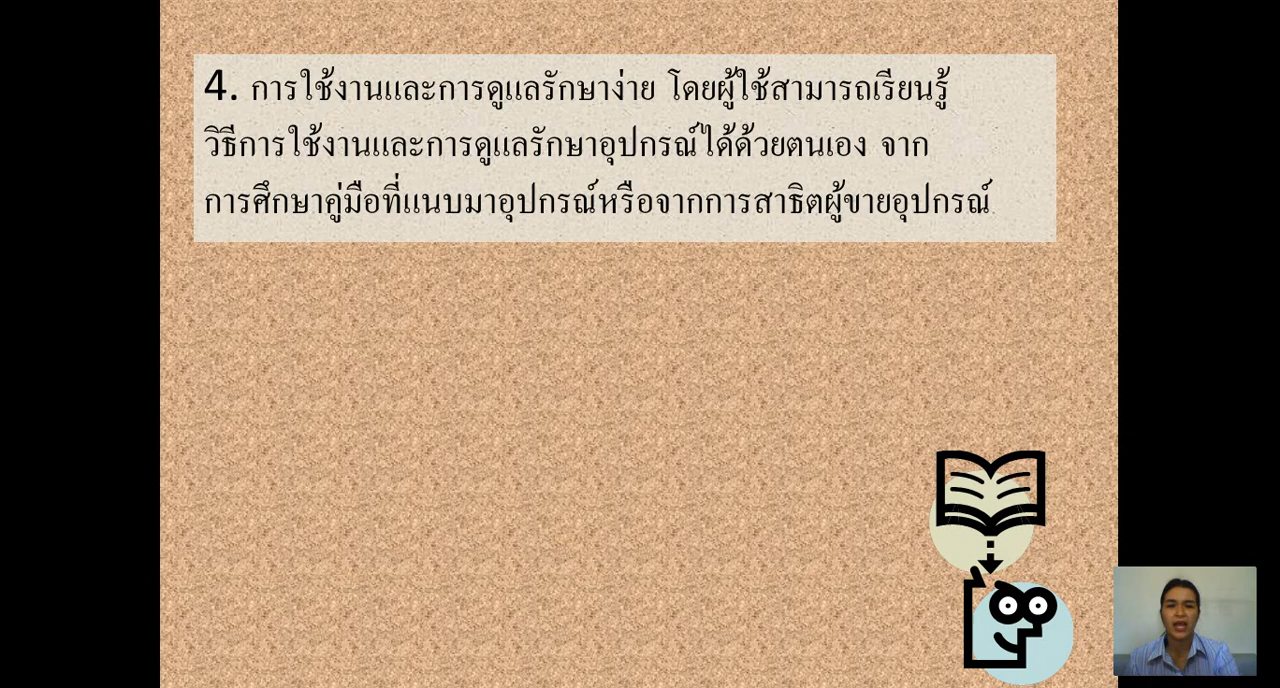 4. การใช้งานและการดูแลรักษาง่าย โดยผู้ใช้สามารถเรียนรู้
วิธีการใช้งานและการดูแลรักษาอุปกรณ์ได้ด้วยตนเอง จาก
การศึกษาคู่มือที่แนบมาอุปกรณ์หรือจากการสาธิตผู้ขายอุปกรณ์